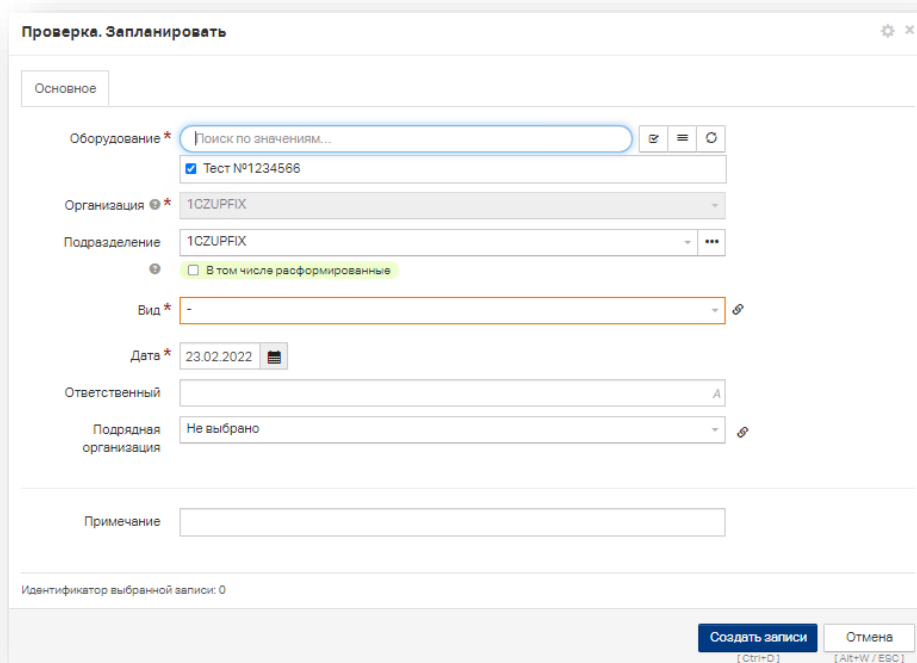 Проверка. Запланировать
Основное
Оборудование *
Поиск по значениям...
Тест №1234566
Организация ? *
1CZUPFIX
Подразделение
1CZUPFIX
?
В том числе расформированные
Вид *
-
Дата *
23.02.2022
Ответственный
A
Подрядная
организация
Не выбрано
Примечание
Идентификатор выбранной записи: 0
Создать записи
Отмена
[Ctrl+D]
[Alt+W / ESC]